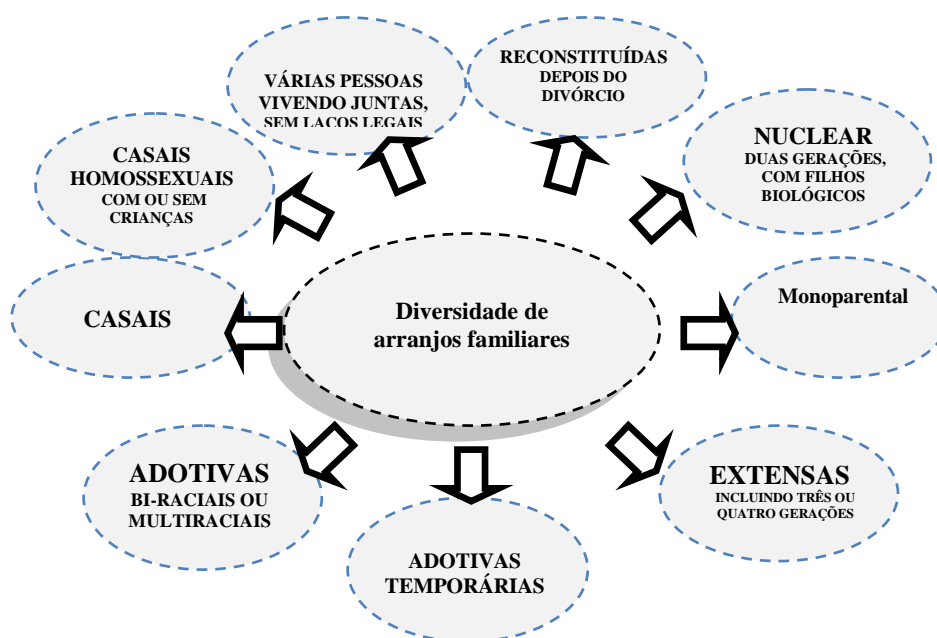 RECONSTITUÍDAS
DEPOIS DO
DIVÓRCIO
VÁRIAS PESSOAS
VIVENDO JUNTAS,
SEM LAÇOS LEGAIS
NUCLEAR
DUAS GERAÇÕES,
COM FILHOS
BIOLÓGICOS
CASAIS
HOMOSSEXUAIS
COM OU SEM
CRIANÇAS
Diversidade de
arranjos familiares
Monoparental
CASAIS
ADOTIVAS
BI-RACIAIS OU
MULTIRACIAIS
EXTENSAS
INCLUINDO TRÊS OU
QUATRO GERAÇÕES
ADOTIVAS
TEMPORÁRIAS